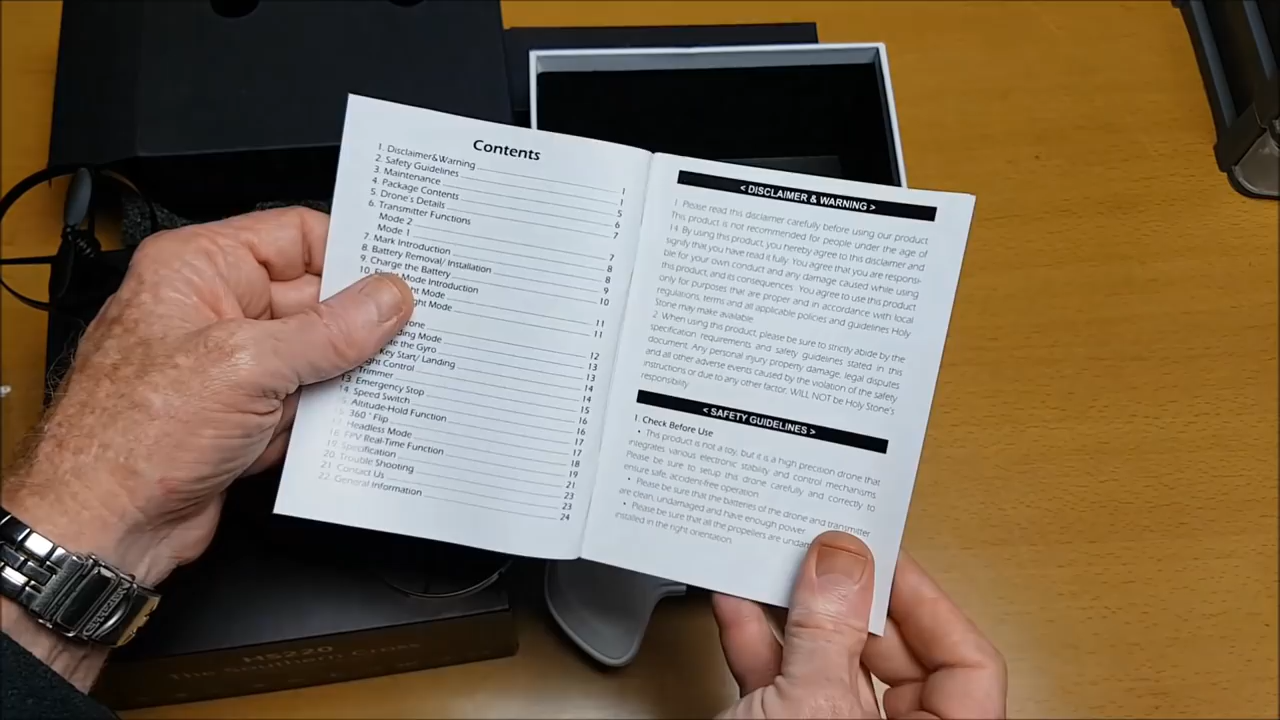 Contents
1. Disclaimer&Warning 1
2. Safety Guidelines 1
3. Maintenance 5
4. Package Contents 6
5. Drone's Details 7
6. Transmitter Functions
Mode 2 7
Mode 1 8
7. Mark Introduction 8
8. Battery Removal/ Installation 9
9. Charge the Battery 10
10. Mode Introduction
Mode 11
ght Mode 11
rone 12
ding Mode 13
te the Gyro 13
Key Start/ Landing 14
ght Control 14
Trimmer 15
13. Emergency Stop 16
14. Speed Switch 16
Altitude-Hold Function 17
360° Flip 17
Headless Mode 18
18. FPV Real-Time Function 19
19. Specification 21
20. Trouble Shooting 23
21. Contact Us 23
22. General Information 24
< DISCLAIMER & WARNING >
1. Please read this disclaimer carefully before using our product
This product is not recommended for people under the age of
14. By using this product, you hereby agree to this disclaimer and
signify that you have read it fully. You agree that you are responsi-
ble for your own conduct and any damage caused while using
this product, and its consequences. You agree to use this product
only for purposes that are proper and in accordance with local
regulations, terms and all applicable policies and guidelines Holy
Stone may make available.
2. When using this product, please be sure to strictly abide by the
specification requirements and safety guidelines stated in this
document. Any personal injury property damage, legal disputes
and all other adverse events caused by the violation of the safety
instructions or due to any other factor, WILL NOT be Holy Stone's
responsibility.
< SAFETY GUIDELINES >
1. Check Before Use
• This product is not a toy, but it is a high precision drone that
integrates various electronic stability and control mechanisms.
Please be sure to setup this drone carefully and correctly to
ensure safe, accident-free operation.
• Please be sure that the batteries of the drone and transmitter
are clean, undamaged and have enough power
• Please be sure that all the propellers are undam
installed in the right orientation.
HS220
The Southern Cross